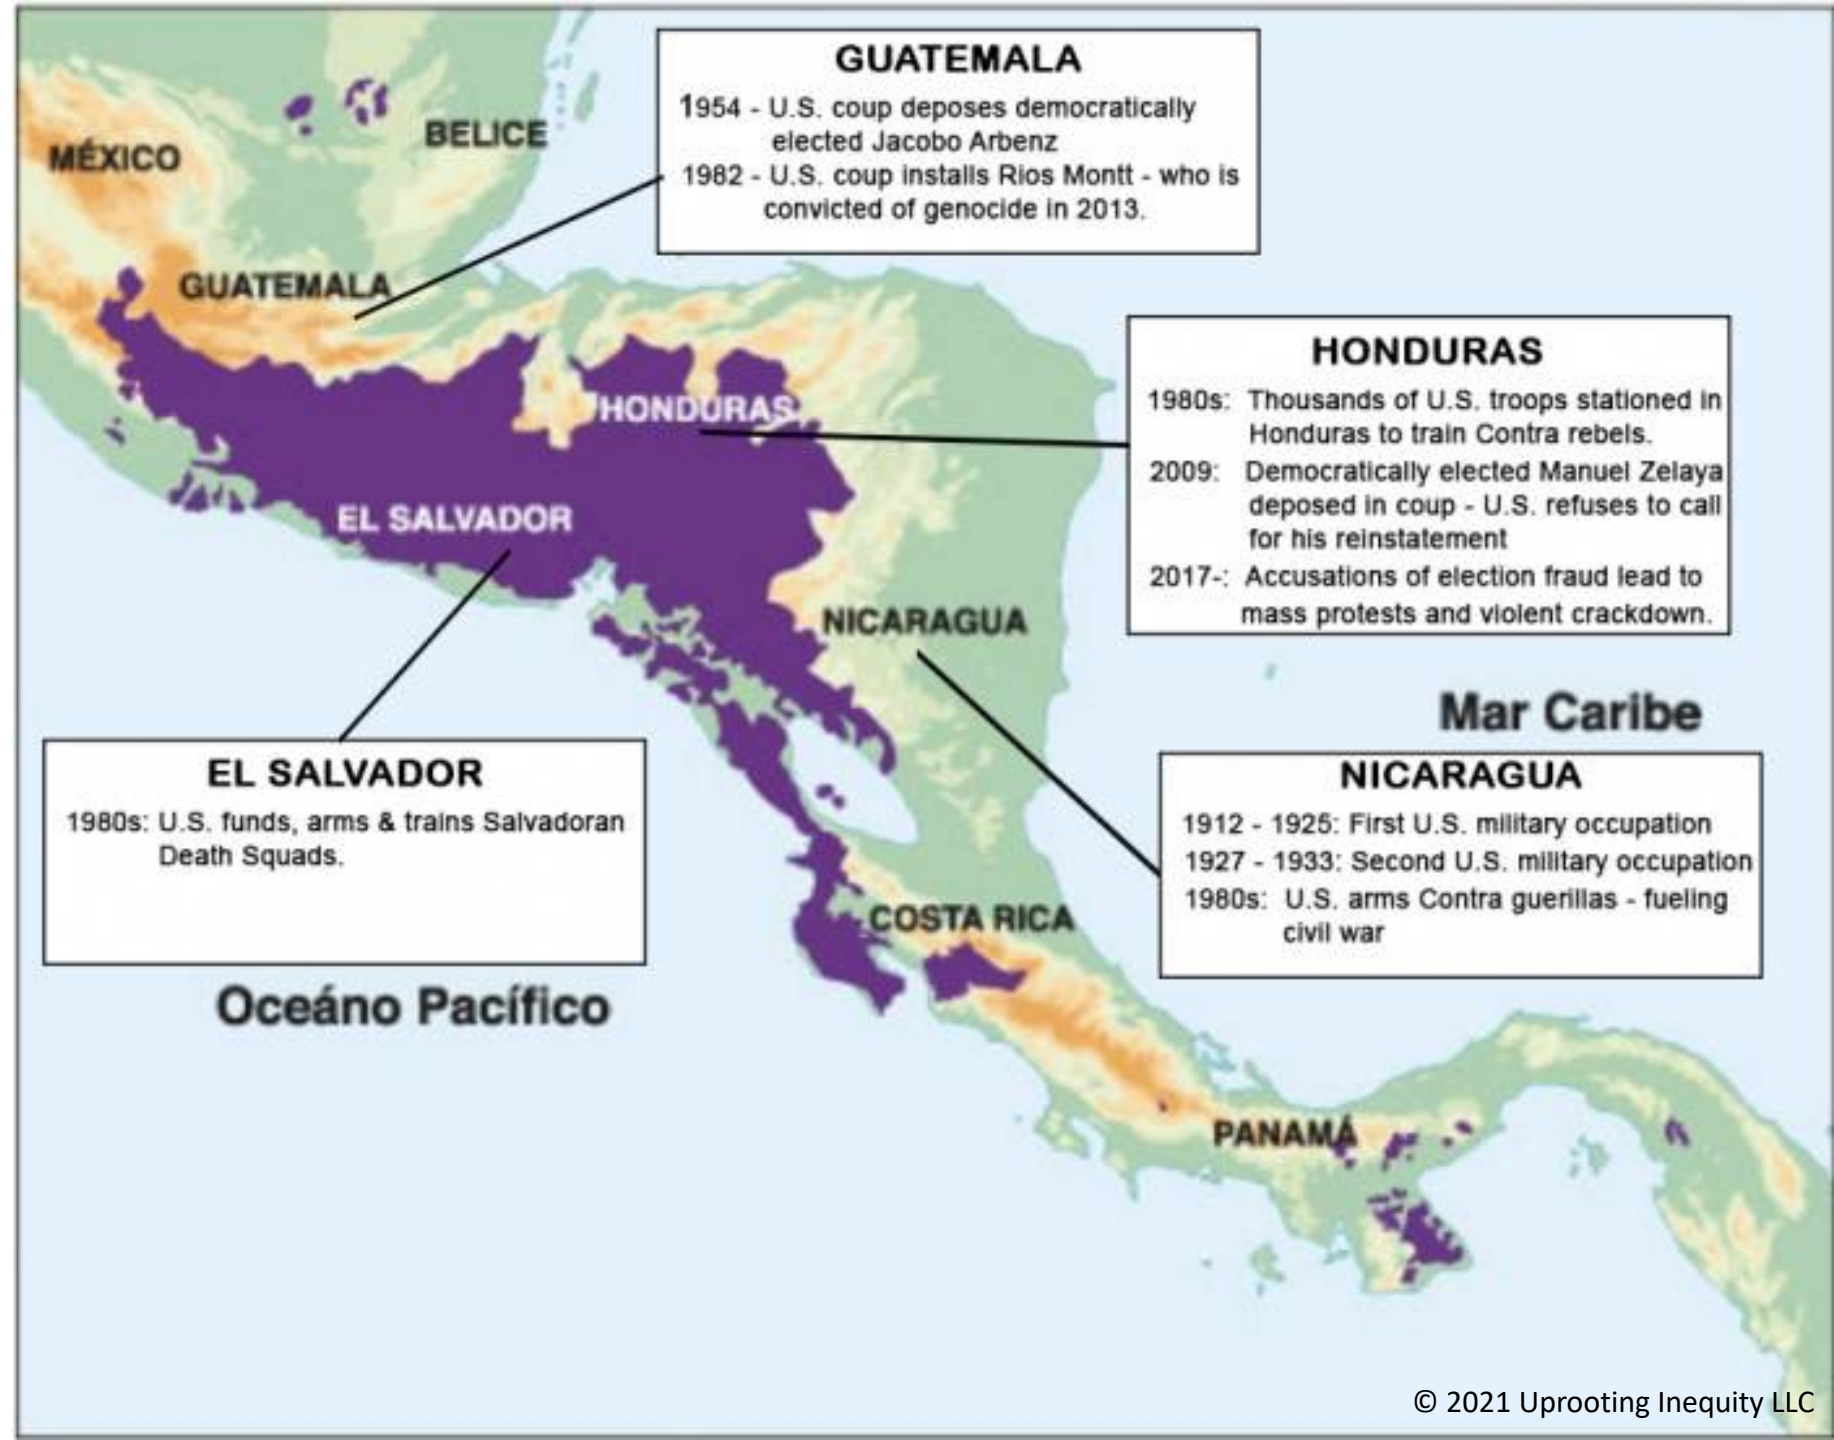 GUATEMALA
1954 - U.S. coup deposes democratically
elected Jacobo Arbenz
1982 - U.S. coup installs Rios Montt - who is
convicted of genocide in 2013.
BELICE
MÉXICO
GUATEMALA
HONDURAS
1980s: Thousands of U.S. troops stationed in
Honduras to train Contra rebels.
2009: Democratically elected Manuel Zelaya
deposed in coup - U.S. refuses to call
for his reinstatement
2017-: Accusations of election fraud lead to
mass protests and violent crackdown.
HONDURAS
EL SALVADOR
NICARAGUA
Mar Caribe
EL SALVADOR
1980s: U.S. funds, arms & trains Salvadoran
Death Squads.
NICARAGUA
1912 - 1925: First U.S. military occupation
1927 - 1933: Second U.S. military occupation
1980s: U.S. arms Contra guerillas - fueling
civil war
COSTA RICA
Oceáno Pacífico
PANAMÁ
© 2021 Uprooting Inequity LLC